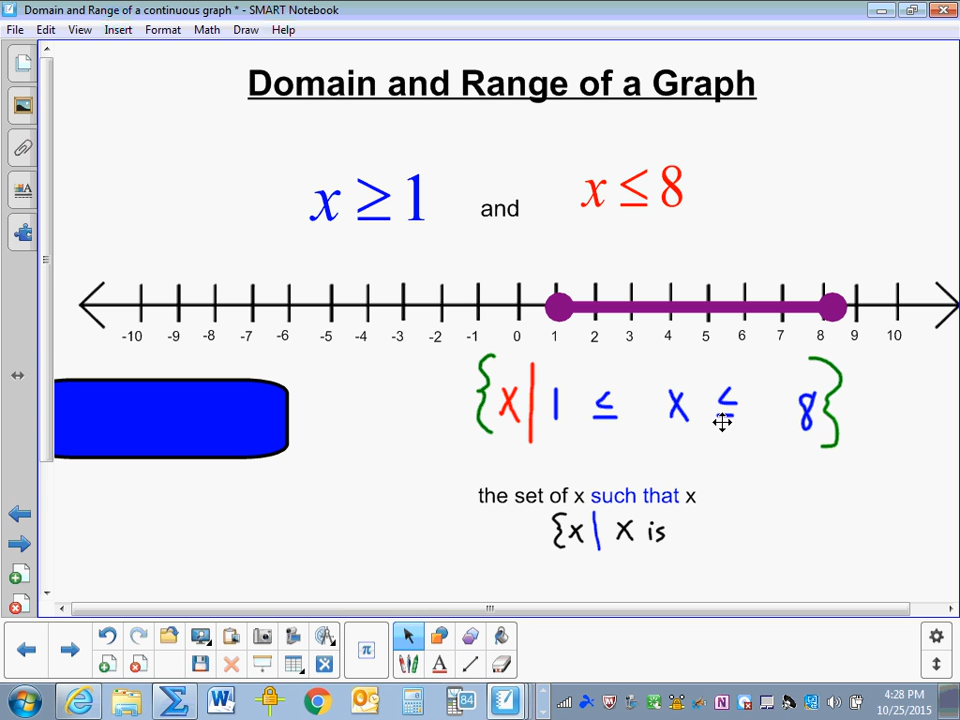 Domain and Range of a continuous graph * - SMART Notebook
File Edit View Insert Format Math Draw Help
Domain and Range of a Graph
x ≥ 1 and x ≤ 8
-10 -9 -8 -7 -6 -5 -4 -3 -2 -1 0 1 2 3 4 5 6 7 8 9 10
{x| 1 ≤ x ≤ 8}
the set of x such that x
{x| x is
4:28 PM
10/25/2015